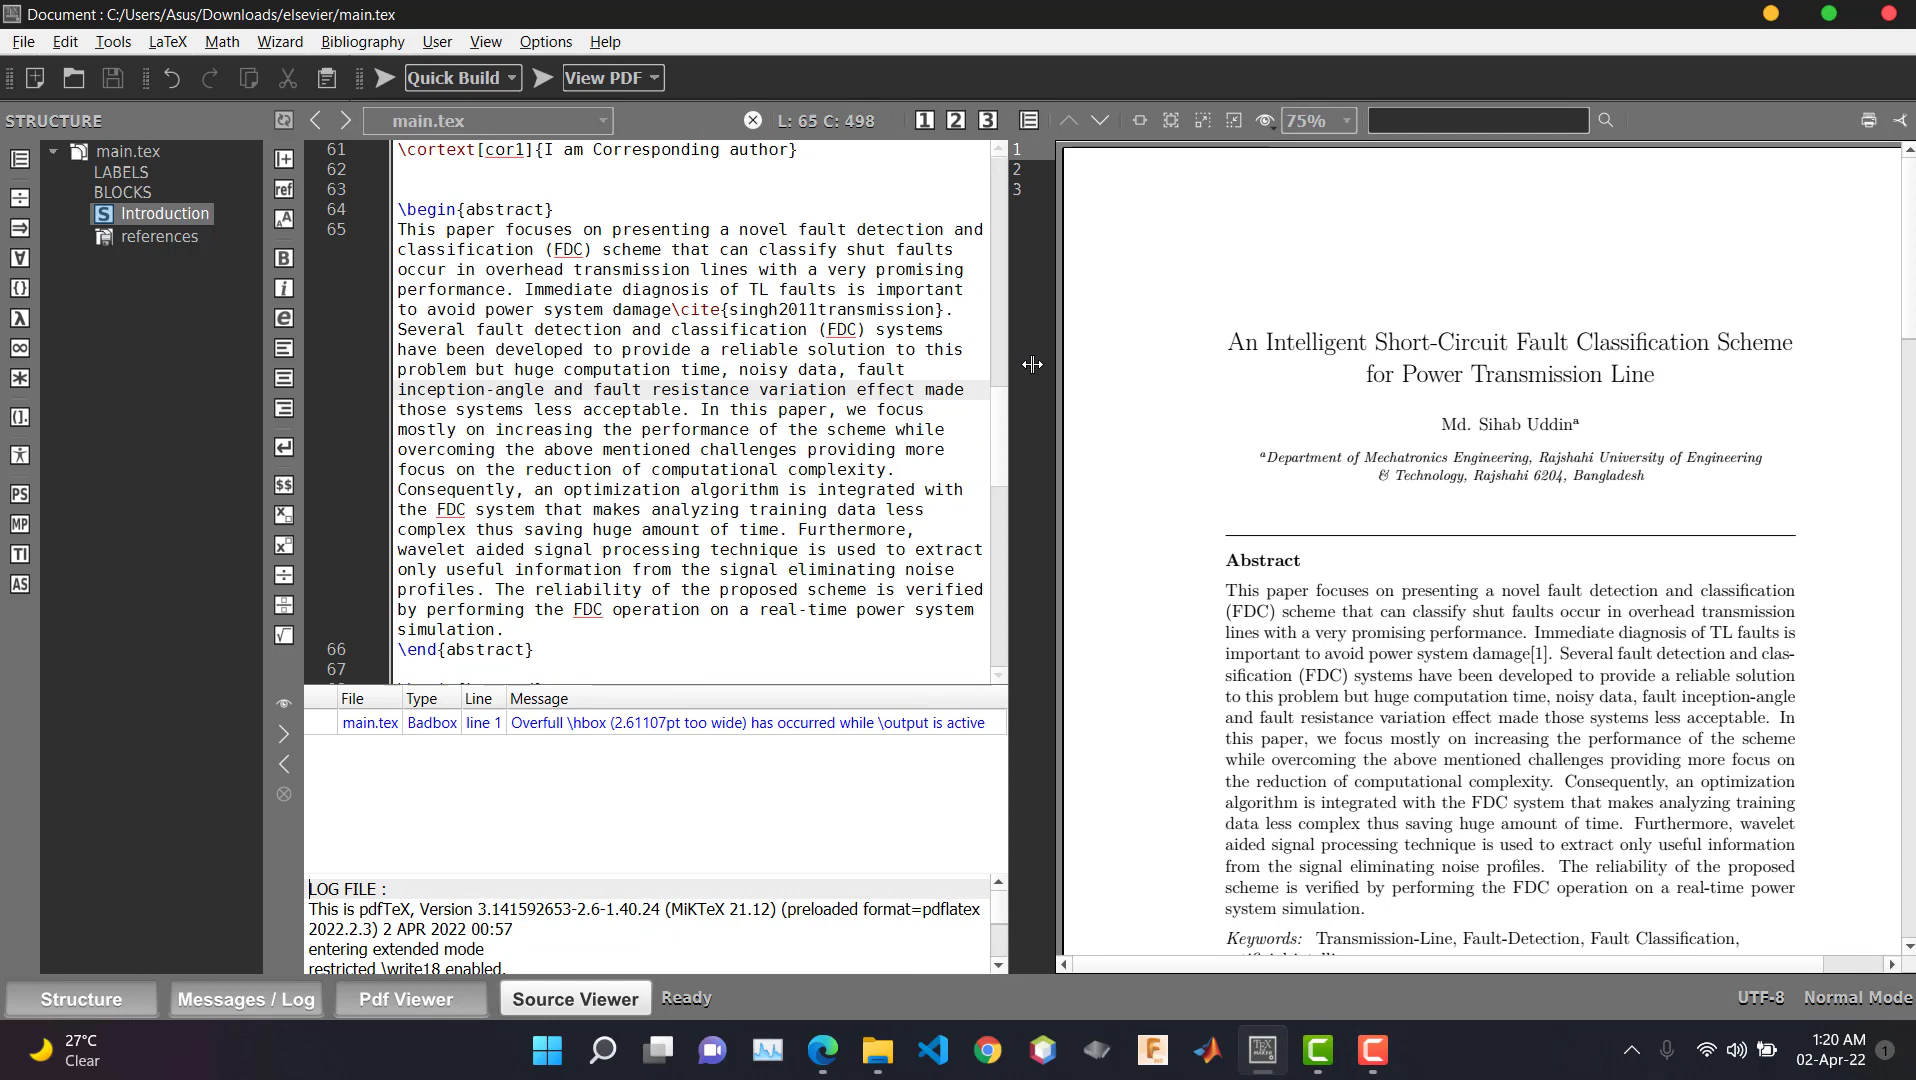 Document : C:/Users/Asus/Downloads/elsevier/main.tex
File Edit Tools LaTeX Math Wizard Bibliography User View Options Help
Quick Build View PDF
STRUCTURE
main.tex
L: 65 C: 498
1 2 3
75%
main.tex
LABELS
BLOCKS
S Introduction
references
{}
λ
∞
PS
MP
TI
AS
ref
B
i
e
$$
61 \cortext[cor1]{I am Corresponding author}
62
63
64 \begin{abstract}
65 This paper focuses on presenting a novel fault detection and
classification (FDC) scheme that can classify shut faults
occur in overhead transmission lines with a very promising
performance. Immediate diagnosis of TL faults is important
to avoid power system damage\cite{singh2011transmission}.
Several fault detection and classification (FDC) systems
have been developed to provide a reliable solution to this
problem but huge computation time, noisy data, fault
inception-angle and fault resistance variation effect made
those systems less acceptable. In this paper, we focus
mostly on increasing the performance of the scheme while
overcoming the above mentioned challenges providing more
focus on the reduction of computational complexity.
Consequently, an optimization algorithm is integrated with
the FDC system that makes analyzing training data less
complex thus saving huge amount of time. Furthermore,
wavelet aided signal processing technique is used to extract
only useful information from the signal eliminating noise
profiles. The reliability of the proposed scheme is verified
by performing the FDC operation on a real-time power system
simulation.
66 \end{abstract}
67
File Type Line Message
main.tex Badbox line 1 Overfull \hbox (2.61107pt too wide) has occurred while \output is active
LOG FILE :
This is pdfTeX, Version 3.141592653-2.6-1.40.24 (MiKTeX 21.12) (preloaded format=pdflatex
2022.2.3) 2 APR 2022 00:57
entering extended mode
restricted \write18 enabled.
1
2
3
An Intelligent Short-Circuit Fault Classification Scheme
for Power Transmission Line
Md. Sihab Uddinᵃ
ᵃDepartment of Mechatronics Engineering, Rajshahi University of Engineering
& Technology, Rajshahi 6204, Bangladesh
Abstract
This paper focuses on presenting a novel fault detection and classification
(FDC) scheme that can classify shut faults occur in overhead transmission
lines with a very promising performance. Immediate diagnosis of TL faults is
important to avoid power system damage[1]. Several fault detection and clas-
sification (FDC) systems have been developed to provide a reliable solution
to this problem but huge computation time, noisy data, fault inception-angle
and fault resistance variation effect made those systems less acceptable. In
this paper, we focus mostly on increasing the performance of the scheme
while overcoming the above mentioned challenges providing more focus on
the reduction of computational complexity. Consequently, an optimization
algorithm is integrated with the FDC system that makes analyzing training
data less complex thus saving huge amount of time. Furthermore, wavelet
aided signal processing technique is used to extract only useful information
from the signal eliminating noise profiles. The reliability of the proposed
scheme is verified by performing the FDC operation on a real-time power
system simulation.
Keywords: Transmission-Line, Fault-Detection, Fault Classification,
Structure Messages / Log Pdf Viewer Source Viewer Ready
UTF-8 Normal Mode
27°C
Clear
1:20 AM
02-Apr-22
1